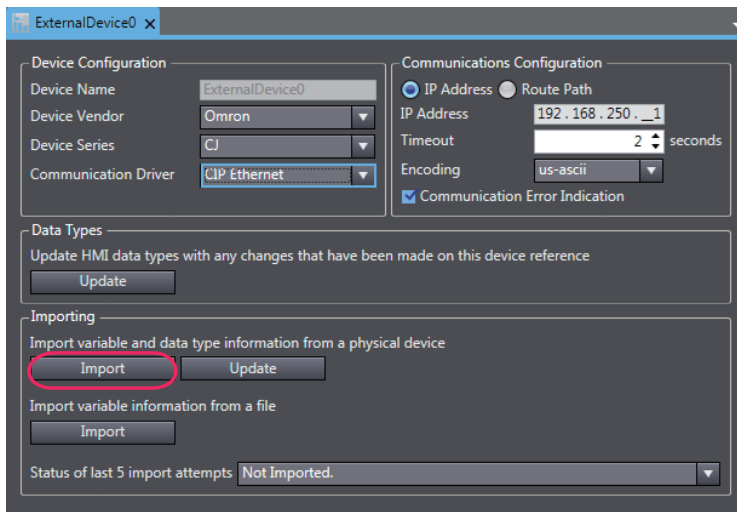 ExternalDevice0
Device Configuration
Device Name ExternalDevice0
Device Vendor Omron
Device Series CJ
Communication Driver CIP Ethernet
Communications Configuration
IP Address Route Path
IP Address 192 . 168 . 250 . __1
Timeout 2 seconds
Encoding us-ascii
Communication Error Indication
Data Types
Update HMI data types with any changes that have been made on this device reference
Update
Importing
Import variable and data type information from a physical device
Import Update
Import variable information from a file
Import
Status of last 5 import attempts Not Imported.